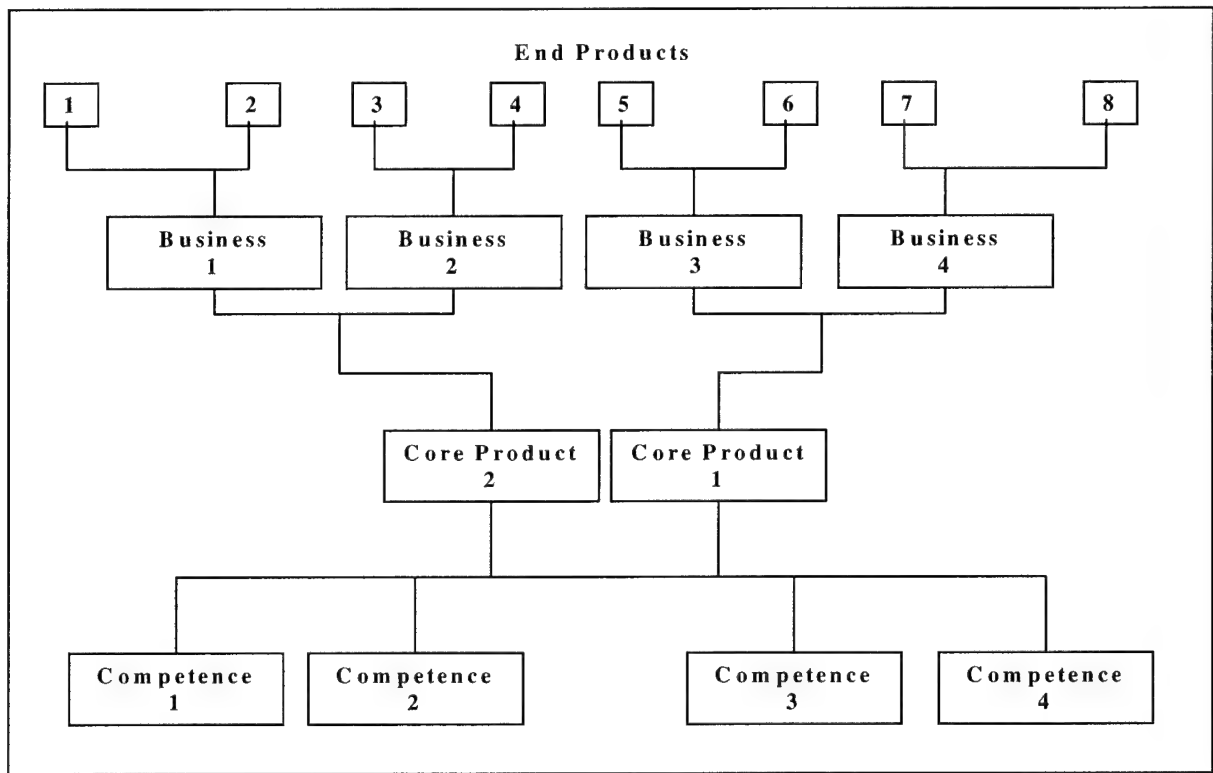 End Products
1 2 3 4 5 6 7 8
Business
1
Business
2
Business
3
Business
4
Core Product
2
Core Product
1
Competence
1
Competence
2
Competence
3
Competence
4